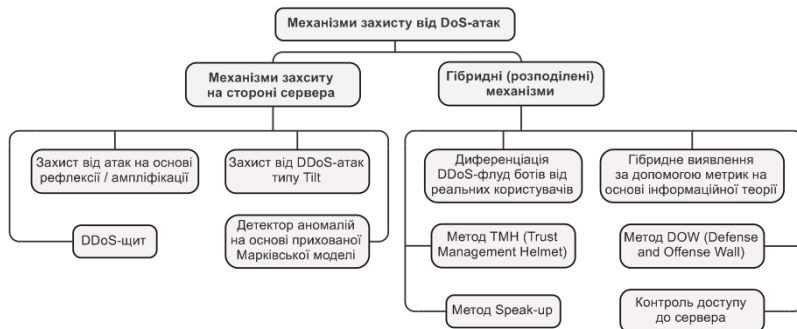 Механізми захисту від DoS-атак
Механізми захситу
на стороні сервера
Гібридні (розподілені)
механізми
Захист від атак на основі
рефлексії / ампліфікації
Захист від DDoS-атак
типу Tilt
Диференціація
DDoS-флуд ботів від
реальних користувачів
Гібридне виявлення
за допомогою метрик на
основі інформаційної теорії
DDoS-щит
Детектор аномалій
на основі прихованої
Марківської моделі
Метод TMH (Trust
Management Helmet)
Метод DOW (Defense
and Offense Wall)
Метод Speak-up
Контроль доступу
до сервера